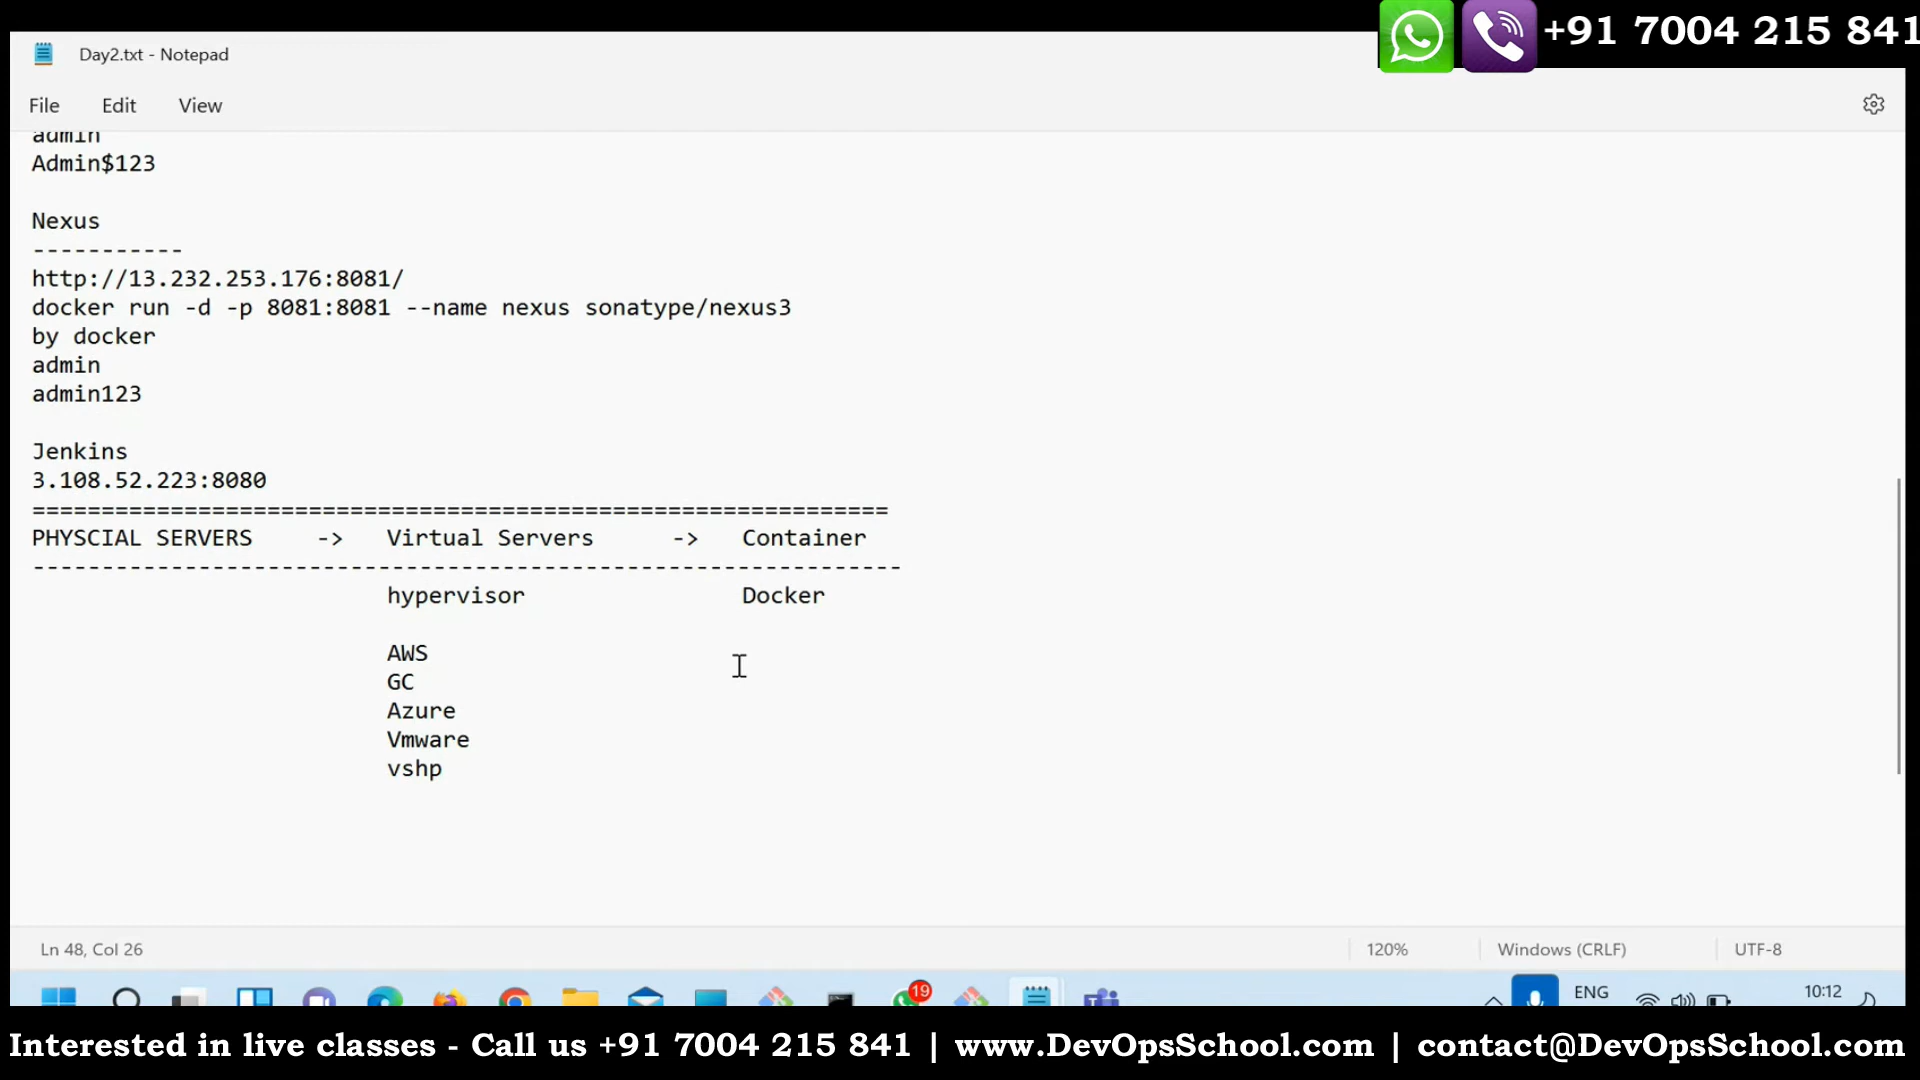 +91 7004 215 841
Day2.txt - Notepad
File Edit View
admin
Admin$123
Nexus
-----------
http://13.232.253.176:8081/
docker run -d -p 8081:8081 --name nexus sonatype/nexus3
by docker
admin
admin123
Jenkins
3.108.52.223:8080
==============================================================
PHYSCIAL SERVERS -> Virtual Servers -> Container
---------------------------------------------------------------
hypervisor Docker
AWS
GC
Azure
Vmware
vshp
Ln 48, Col 26 120% Windows (CRLF) UTF-8
19 ENG 10:12
Interested in live classes - Call us +91 7004 215 841 | www.DevOpsSchool.com | contact@DevOpsSchool.com